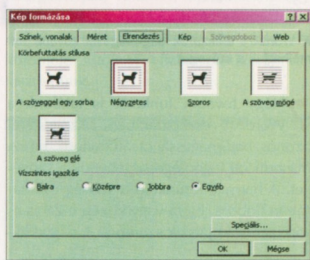 Kép formázása
Színek, vonalak Méret Elrendezés Kép Szövegdoboz Web
Körbefuttatás stílusa
A szöveggel egy sorba Négyzetes Szoros A szöveg mögé
A szöveg elé
Vízszintes igazítás
Balra Középre Jobbra Egyéb
Speciális...
OK Mégse